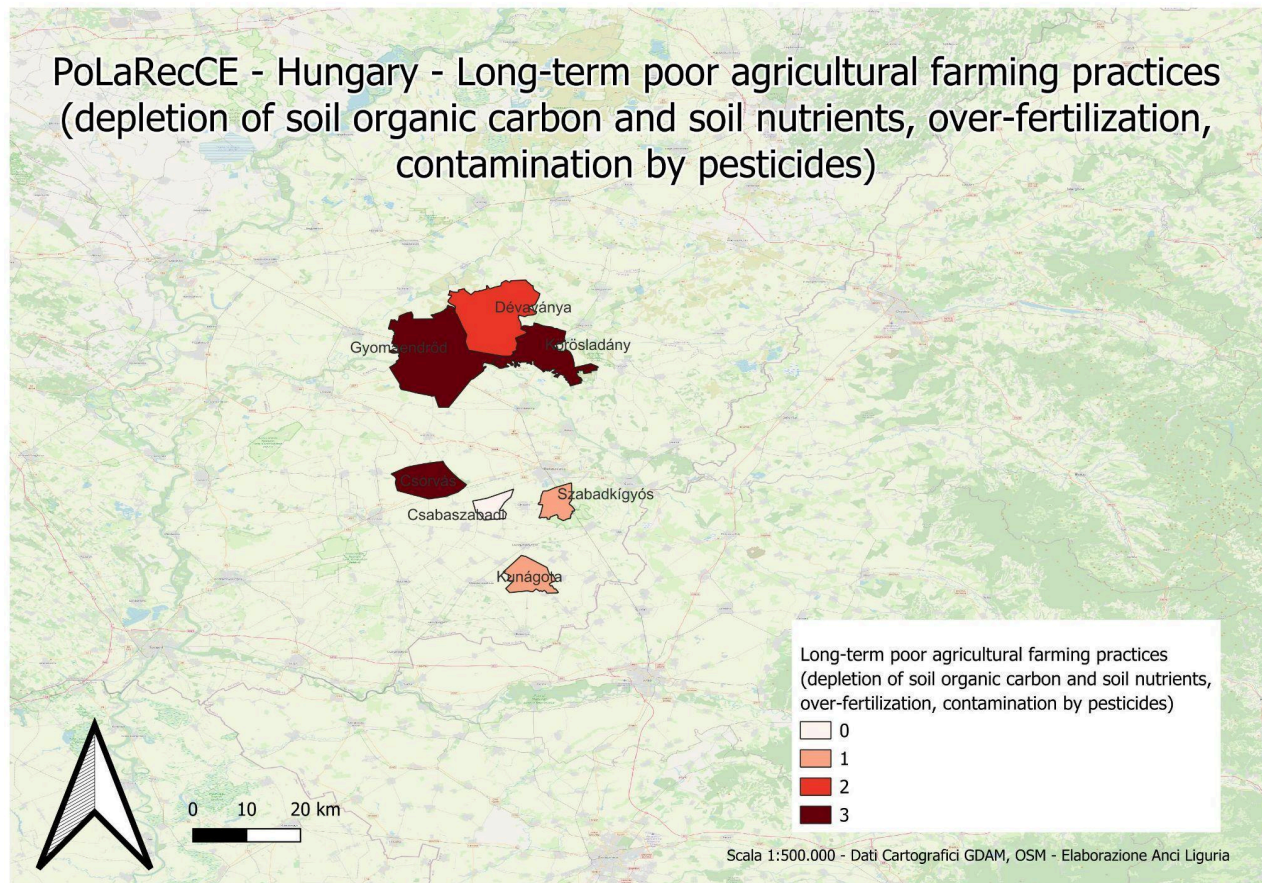 PoLaRecCE - Hungary - Long-term poor agricultural farming practices
(depletion of soil organic carbon and soil nutrients, over-fertilization,
contamination by pesticides)
Dévaványa
Gyomaendrőd
Körösladány
Csorvás
Szabadkígyós
Csabaszabadi
Kunágota
Long-term poor agricultural farming practices
(depletion of soil organic carbon and soil nutrients,
over-fertilization, contamination by pesticides)
0
1
2
3
0 10 20 km
Scala 1:500.000 - Dati Cartografici GDAM, OSM - Elaborazione Anci Liguria